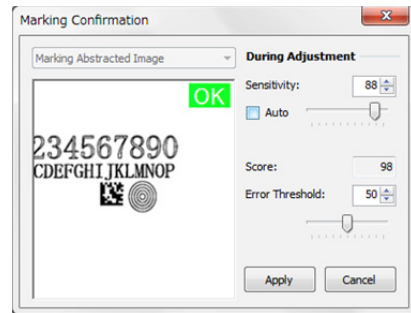 Marking Confirmation
Marking Abstracted Image
During Adjustment
OK
Sensitivity:
88
Auto
234567890
CDEFGHIJKLMNOP
Score:
98
Error Threshold:
50
Apply
Cancel